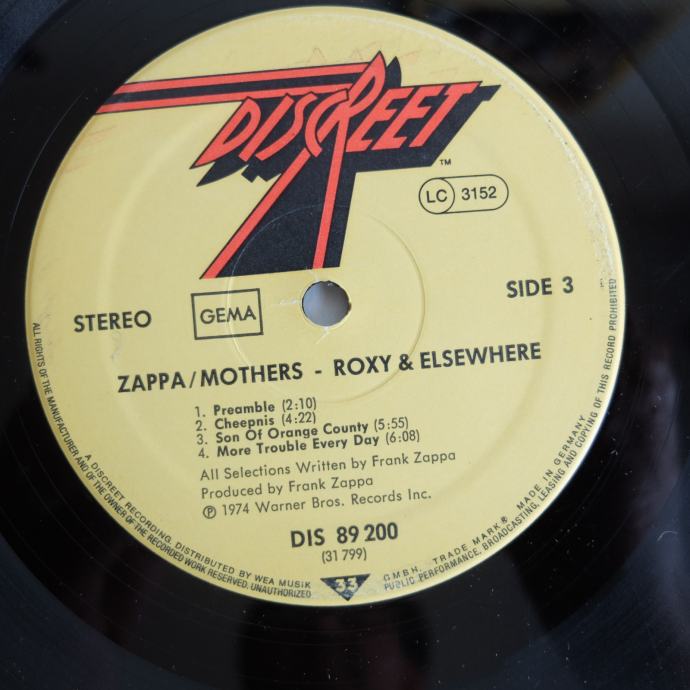 DISCREET
™
LC 3152
SIDE 3
STEREO
GEMA
ZAPPA/MOTHERS - ROXY & ELSEWHERE
1. Preamble (2:10)
2. Cheepnis (4:22)
3. Son Of Orange County (5:55)
4. More Trouble Every Day (6:08)
All Selections Written by Frank Zappa
Produced by Frank Zappa
℗ 1974 Warner Bros. Records Inc.
DIS 89 200
(31 799)
33
A DISCREET RECORDING, DISTRIBUTED BY WEA MUSIK G.M.B.H. TRADE MARK® MADE IN GERMANY
ALL RIGHTS OF THE MANUFACTURER AND OF THE OWNER OF THE RECORDED WORK RESERVED. UNAUTHORIZED PUBLIC PERFORMANCE, BROADCASTING, LEASING AND COPYING OF THIS RECORD PROHIBITED